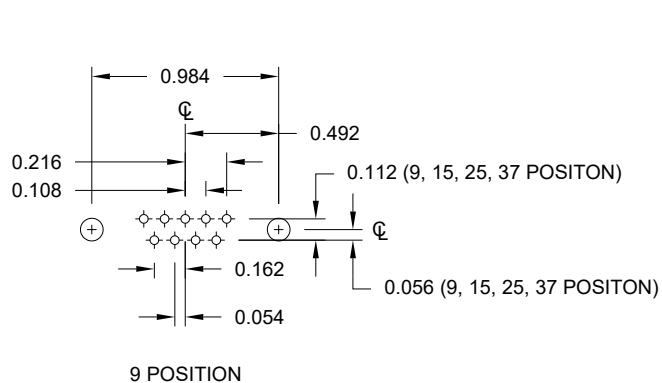 0.984
℄
0.492
0.216
0.112 (9, 15, 25, 37 POSITON)
0.108
℄
0.162
0.056 (9, 15, 25, 37 POSITON)
0.054
9 POSITION